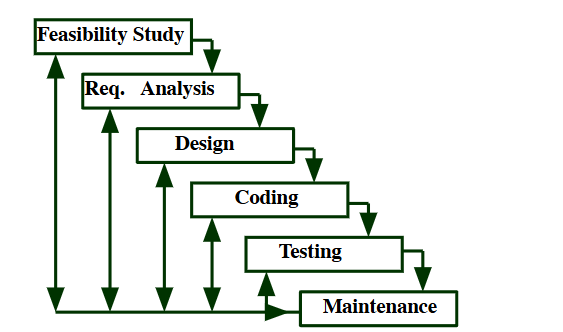 Feasibility Study
Req. Analysis
Design
Coding
Testing
Maintenance